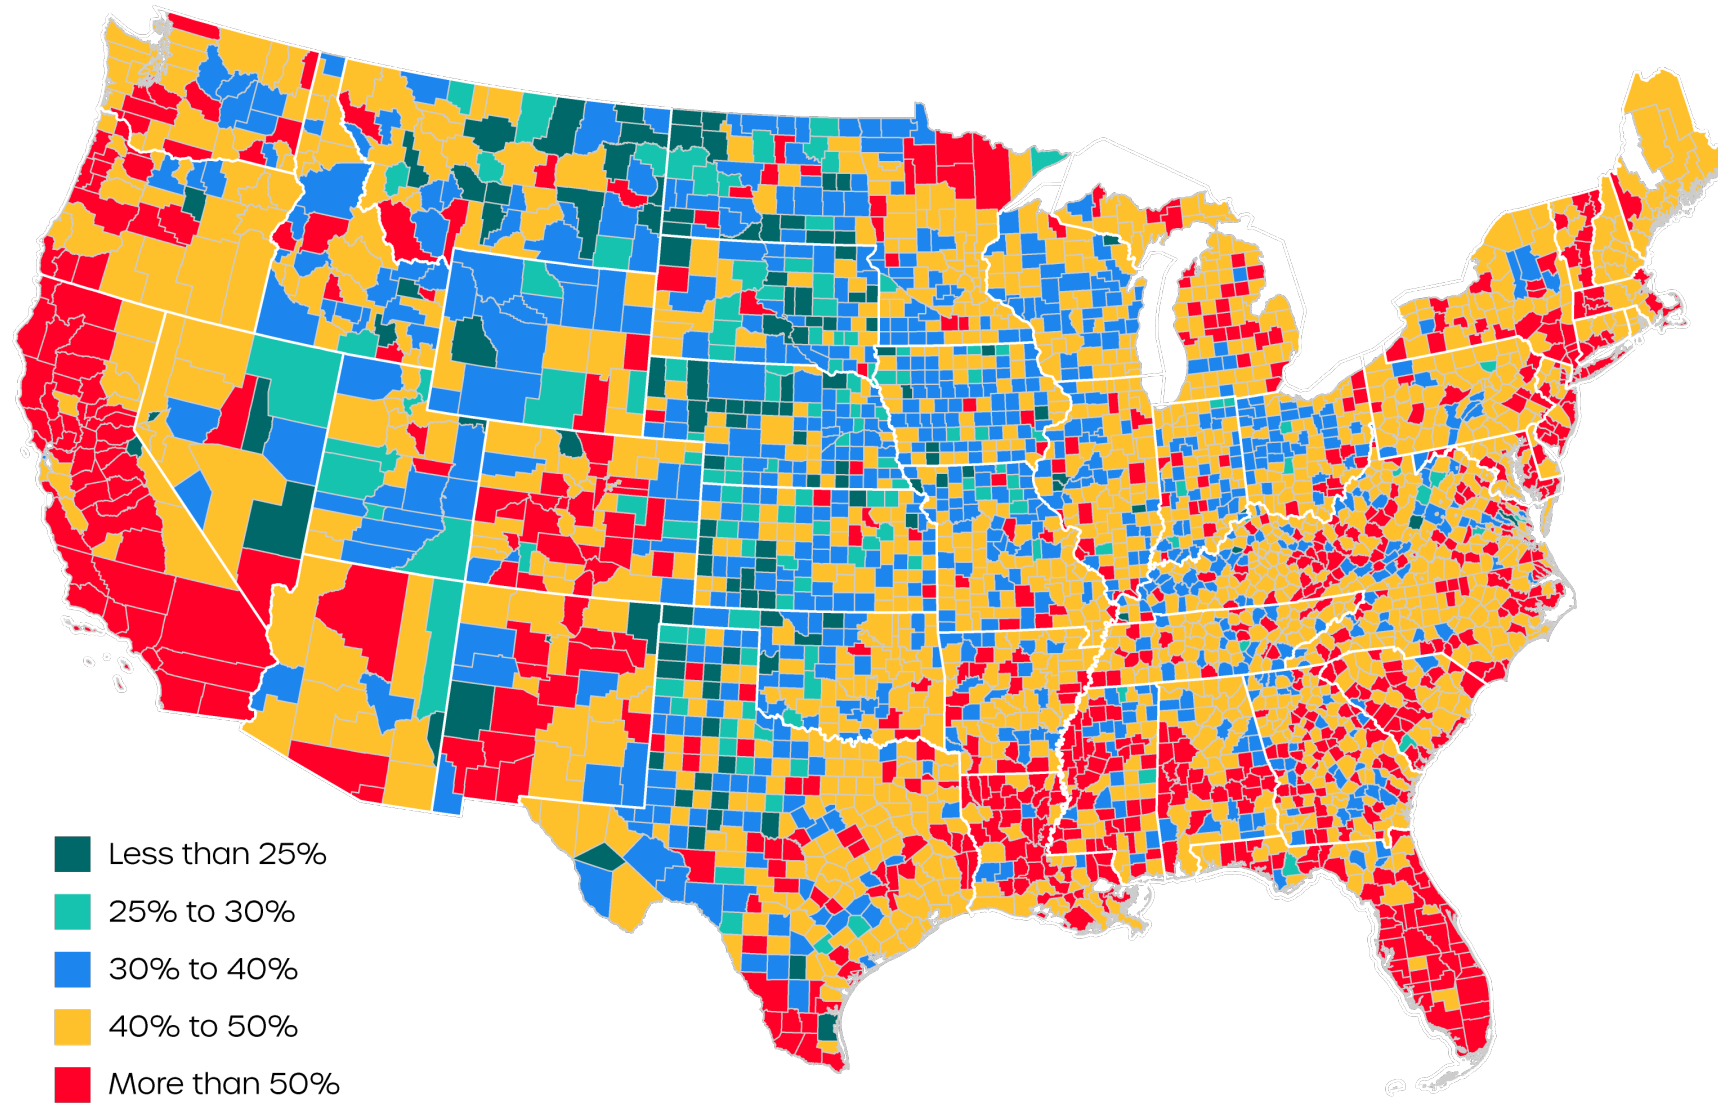 Less than 25%
25% to 30%
30% to 40%
40% to 50%
More than 50%